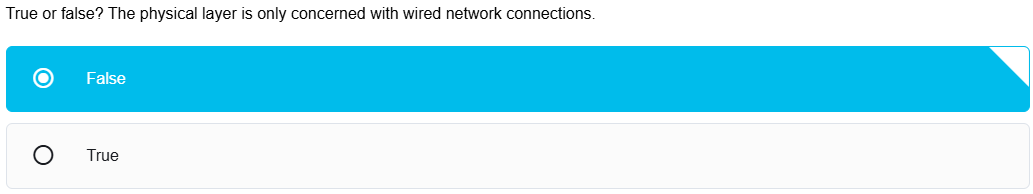 True or false? The physical layer is only concerned with wired network connections.
False
True